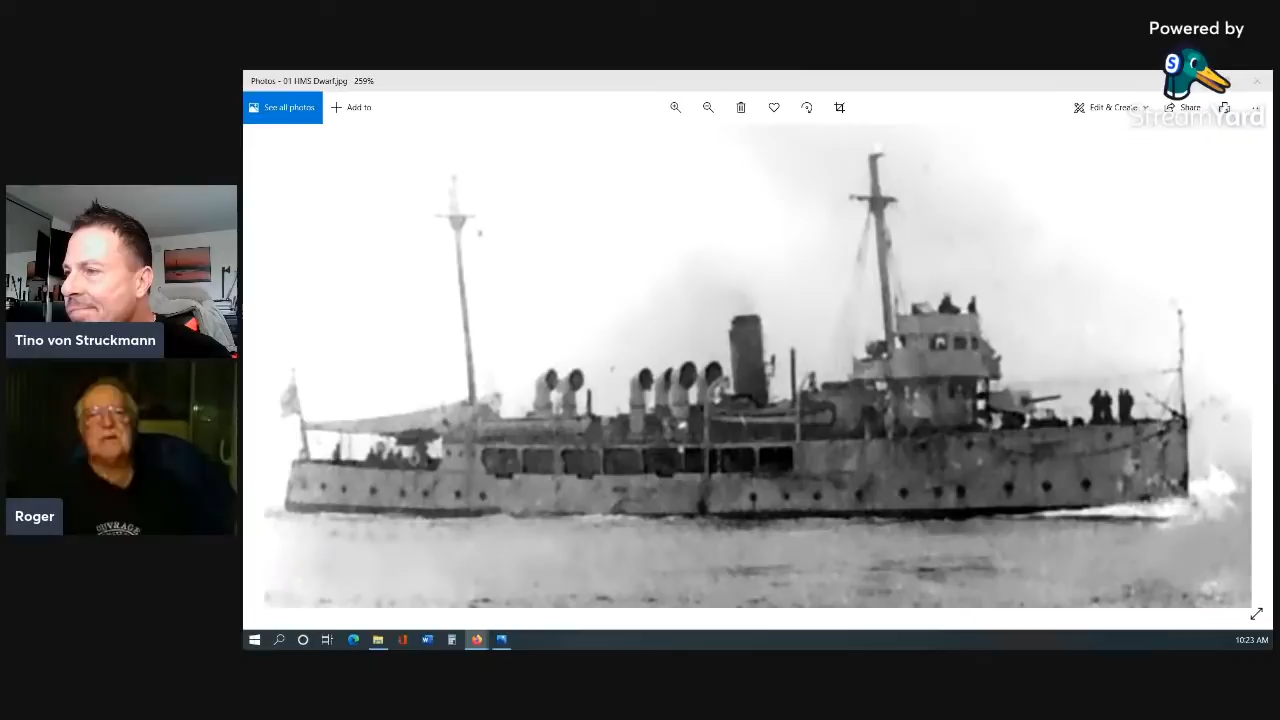 Powered by
S
StreamYard
Photos - 01 HMS Dwarf.jpg 259%
See all photos
Add to
Edit & Create
Share
Tino von Struckmann
Roger
10:23 AM